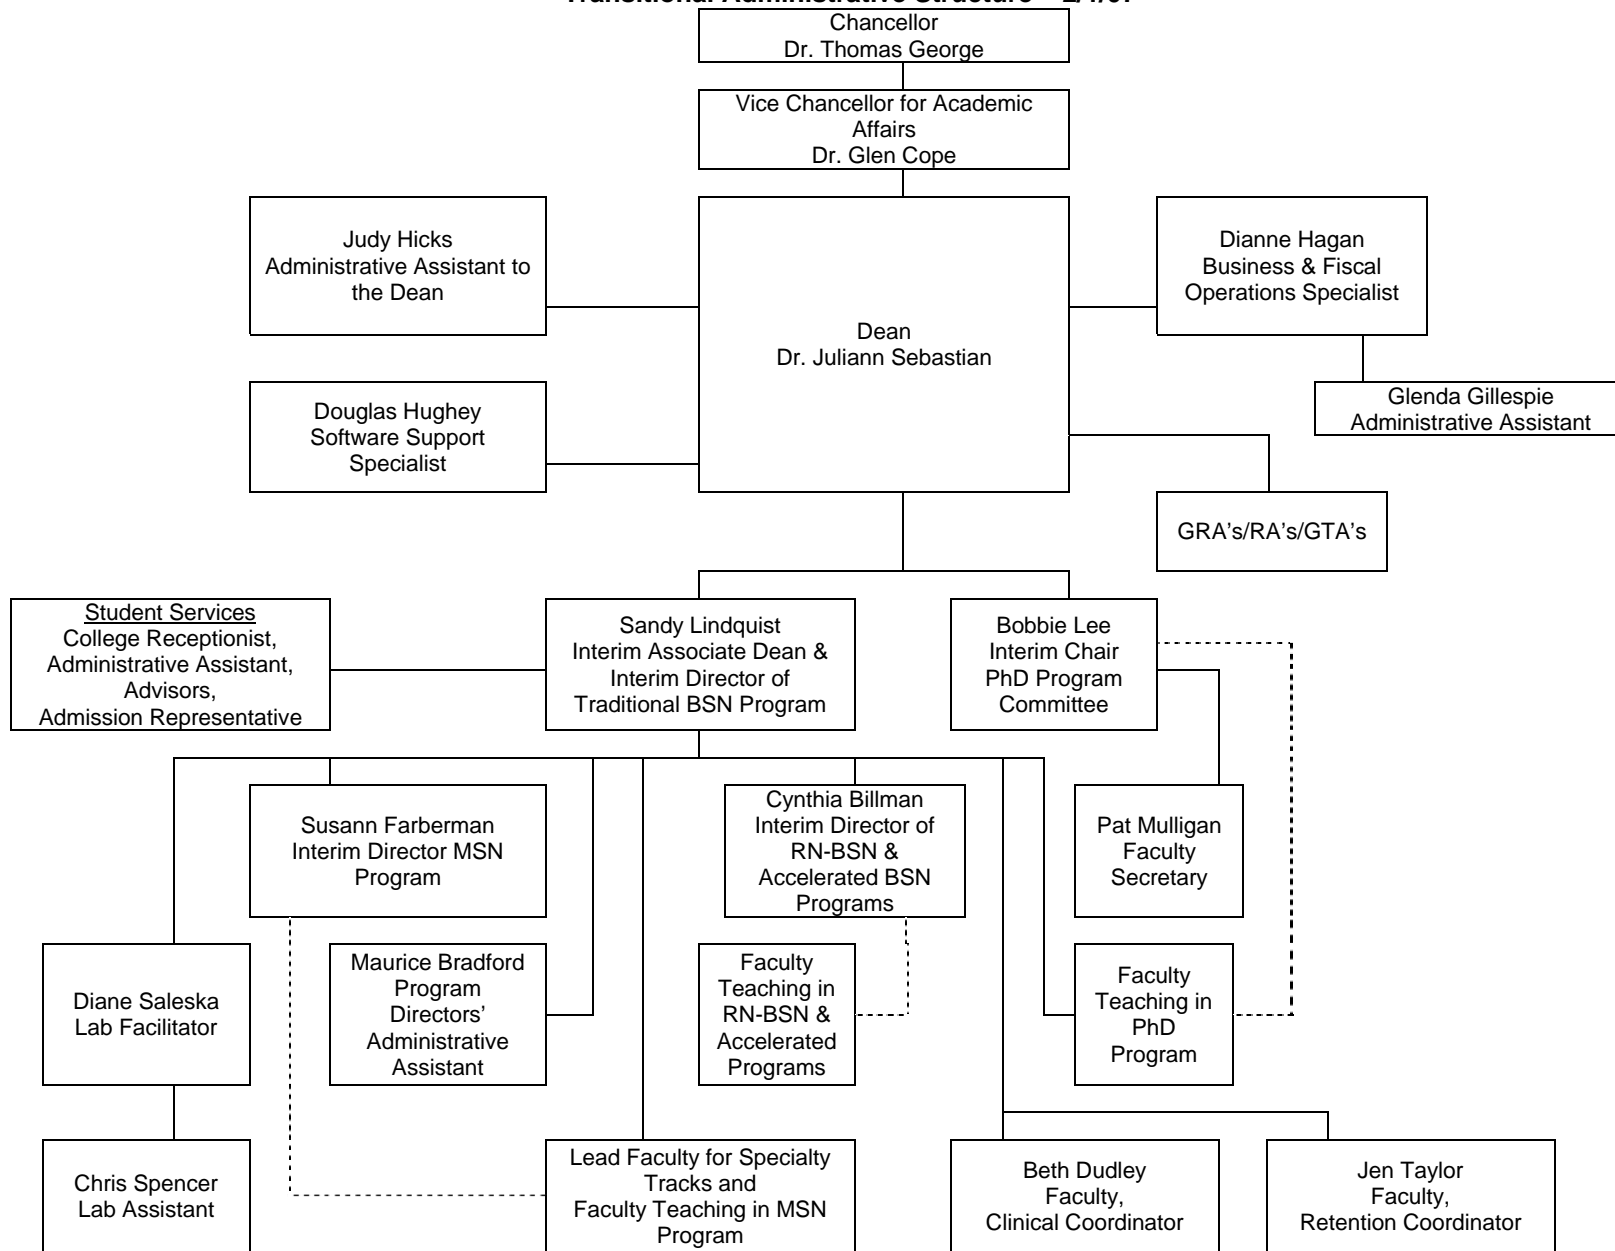 Transitional Administrative Structure
Chancellor
Dr. Thomas George
Vice Chancellor for Academic
Affairs
Dr. Glen Cope
Judy Hicks
Administrative Assistant to
the Dean
Dean
Dr. Juliann Sebastian
Dianne Hagan
Business & Fiscal
Operations Specialist
Glenda Gillespie
Administrative Assistant
Douglas Hughey
Software Support
Specialist
GRA's/RA's/GTA's
Student Services
College Receptionist,
Administrative Assistant,
Advisors,
Admission Representative
Sandy Lindquist
Interim Associate Dean &
Interim Director of
Traditional BSN Program
Bobbie Lee
Interim Chair
PhD Program
Committee
Susann Farberman
Interim Director MSN
Program
Cynthia Billman
Interim Director of
RN-BSN &
Accelerated BSN
Programs
Pat Mulligan
Faculty
Secretary
Diane Saleska
Lab Facilitator
Maurice Bradford
Program
Directors'
Administrative
Assistant
Faculty
Teaching in
RN-BSN &
Accelerated
Programs
Faculty
Teaching in
PhD
Program
Chris Spencer
Lab Assistant
Lead Faculty for Specialty
Tracks and
Faculty Teaching in MSN
Program
Beth Dudley
Faculty,
Clinical Coordinator
Jen Taylor
Faculty,
Retention Coordinator